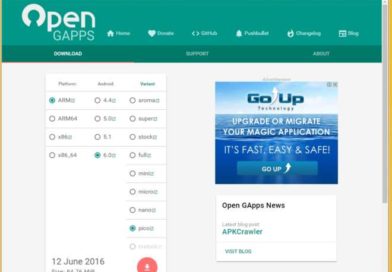 Open
GAPPS
Home
Donate
GitHub
Pushbullet
Changelog
Blog
DOWNLOAD
SUPPORT
ABOUT
Platform:
Android:
Variant:
ARM
4.4
aroma
ARM64
5.0
super
x86
5.1
stock
x86_64
6.0
full
mini
micro
nano
pico
12 June 2016
Advertisement
Go Up
Technology
UPGRADE OR MIGRATE
YOUR MAGIC APPLICATION
IT'S FAST, EASY & SAFE!
GO UP
Open GApps News
Latest blog post:
APKCrawler
VISIT BLOG